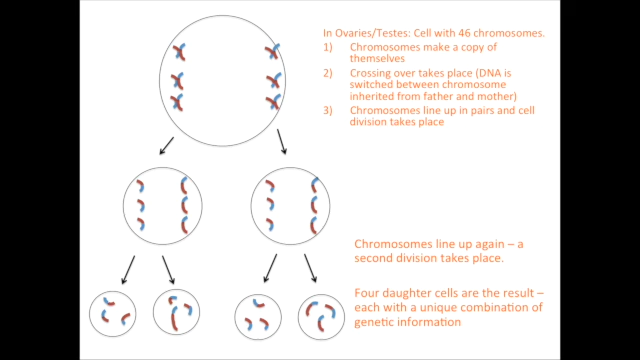 In Ovaries/Testes: Cell with 46 chromosomes.
1) Chromosomes make a copy of
themselves
2) Crossing over takes place (DNA is
switched between chromosome
inherited from father and mother)
3) Chromosomes line up in pairs and cell
division takes place
Chromosomes line up again – a
second division takes place.
Four daughter cells are the result –
each with a unique combination of
genetic information